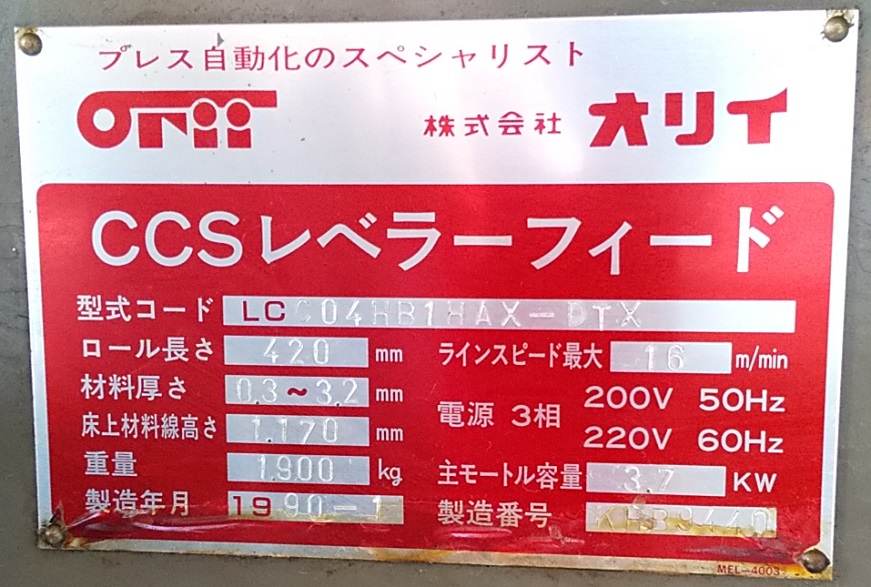 プレス自動化のスペシャリスト
Orii 株式会社 オリイ
CCSレベラーフィード
型式コード LCC04HB1HAX-DTX
ロール長さ 420 mm
ラインスピード最大 16 m/min
材料厚さ 0.3~3.2 mm
電源 3相 200V 50Hz
220V 60Hz
床上材料線高さ 1.170 mm
重量 1.900 kg
主モートル容量 3.7 KW
製造年月 1990-1
製造番号
MFL-4003